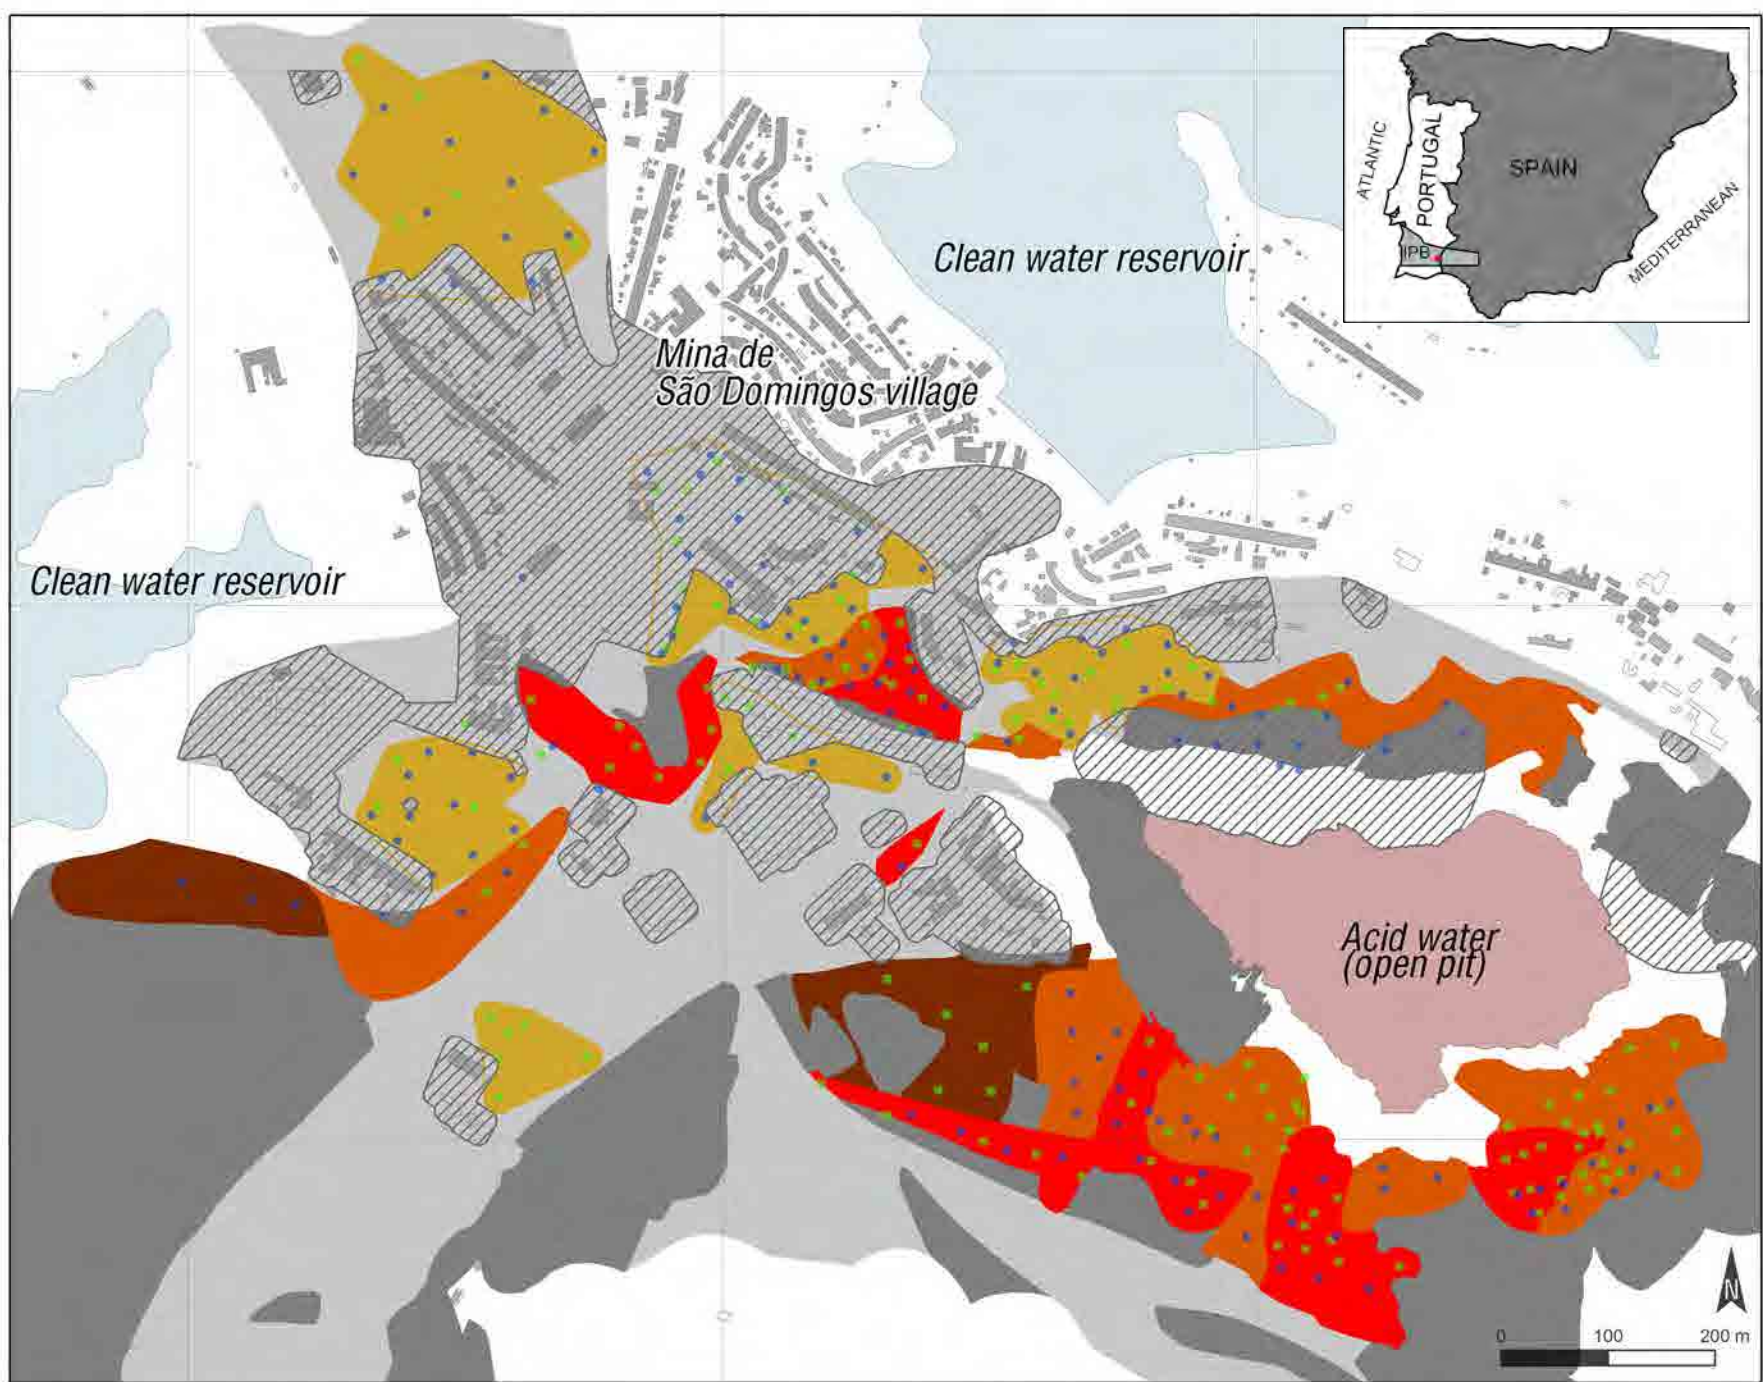 ATLANTIC
PORTUGAL
SPAIN
IPB
MEDITERRANEAN
Clean water reservoir
Mina de
São Domingos village
Clean water reservoir
Acid water
(open pit)
N
0 100 200 m